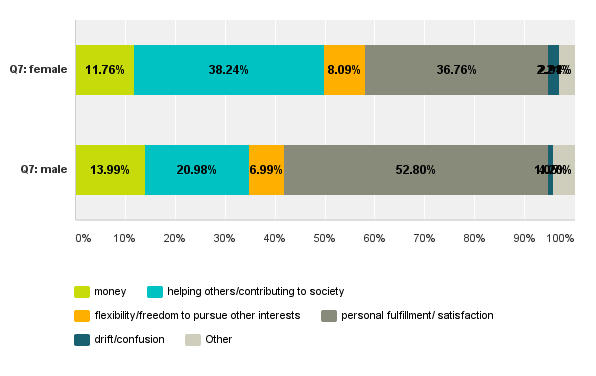 Q7: female 11.76% 38.24% 8.09% 36.76%
Q7: male 13.99% 20.98% 6.99% 52.80%
0% 10% 20% 30% 40% 50% 60% 70% 80% 90% 100%
money helping others/contributing to society
flexibility/freedom to pursue other interests personal fulfillment/ satisfaction
drift/confusion Other